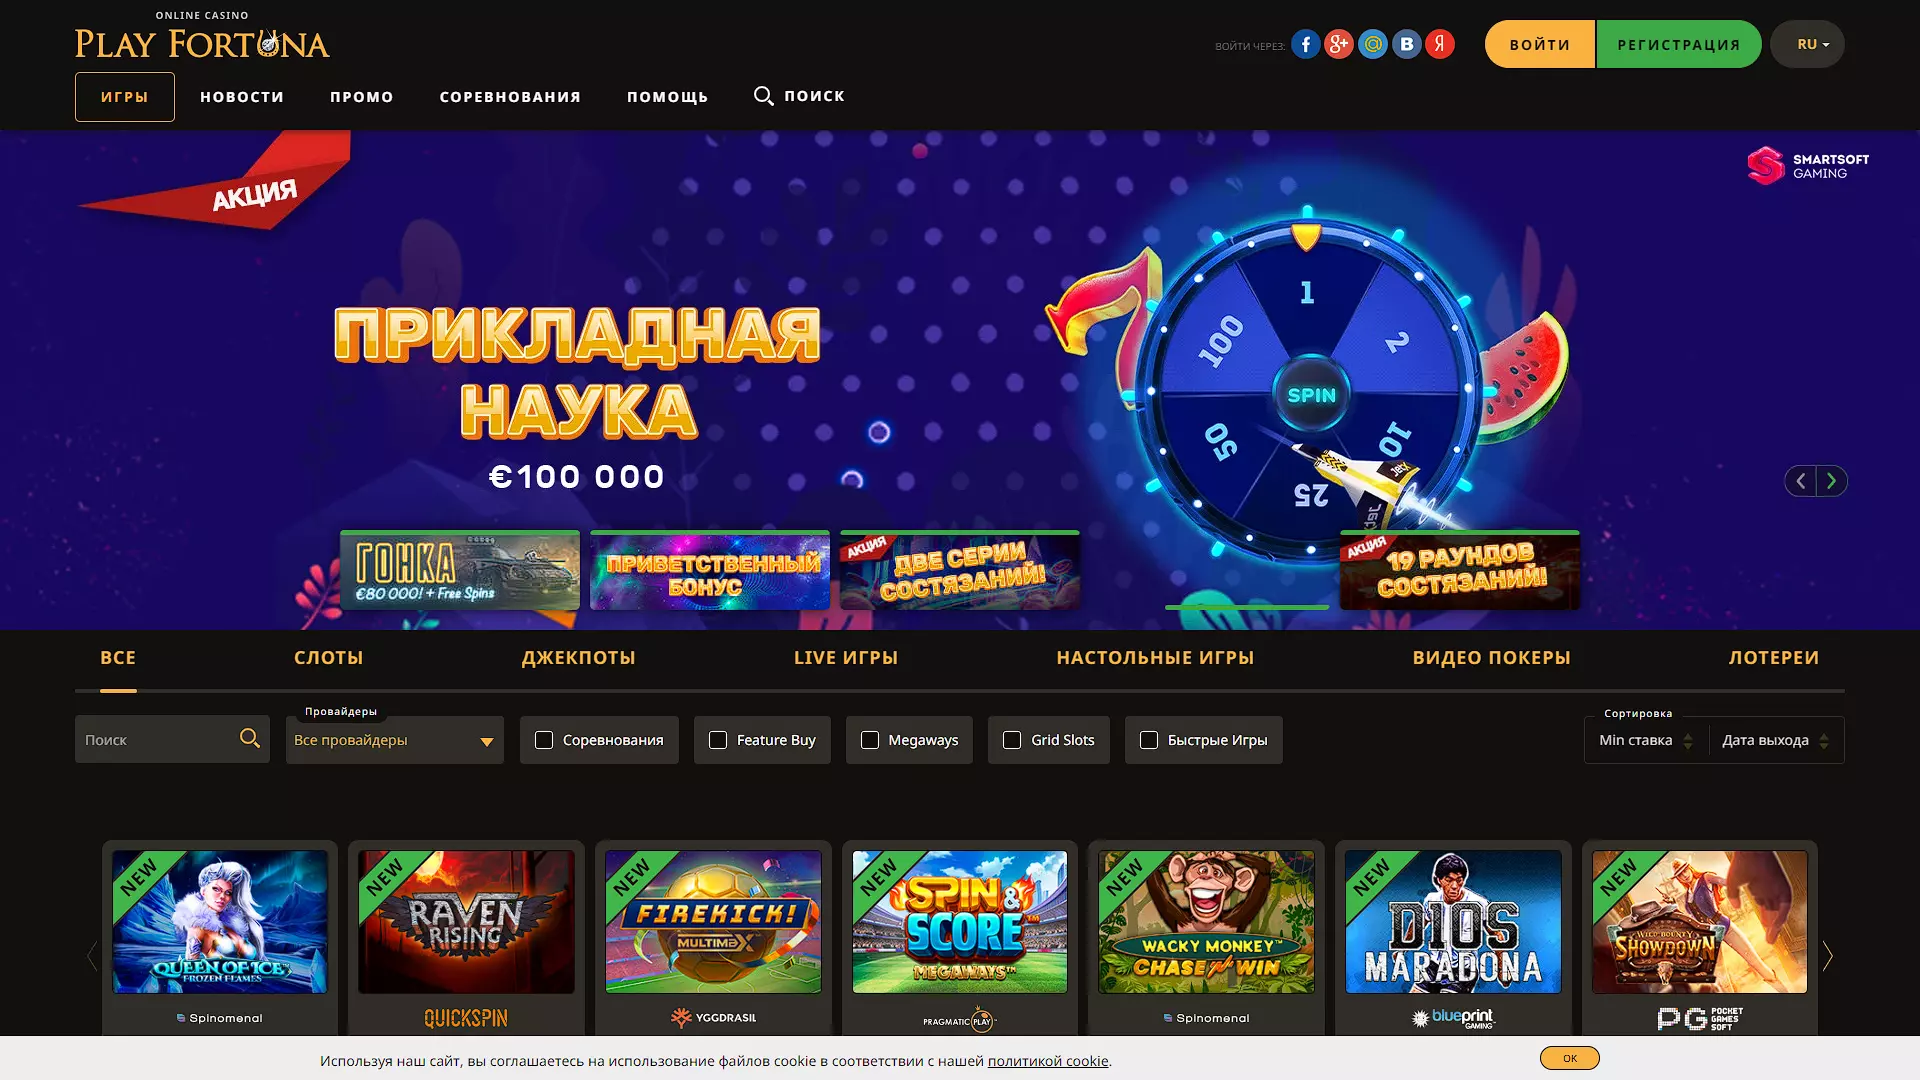 ONLINE CASINO
PLAY FORTUNA
ВОЙТИ ЧЕРЕЗ:
ВОЙТИ
РЕГИСТРАЦИЯ
RU
ИГРЫ
НОВОСТИ
ПРОМО
СОРЕВНОВАНИЯ
ПОМОЩЬ
ПОИСК
АКЦИЯ
SMARTSOFT
GAMING
ПРИКЛАДНАЯ
НАУКА
€100 000
1
2
10
25
50
100
SPIN
JetX
ГОНКА
€80 000! + Free Spins
ПРИВЕТСТВЕННЫЙ
БОНУС
АКЦИЯ
ДВЕ СЕРИИ
СОСТЯЗАНИЙ!
АКЦИЯ
19 РАУНДОВ
СОСТЯЗАНИЙ!
ВСЕ
СЛОТЫ
ДЖЕКПОТЫ
LIVE ИГРЫ
НАСТОЛЬНЫЕ ИГРЫ
ВИДЕО ПОКЕРЫ
ЛОТЕРЕИ
Поиск
Провайдеры
Все провайдеры
Соревнования
Feature Buy
Megaways
Grid Slots
Быстрые Игры
Сортировка
Min ставка
Дата выхода
NEW
QUEEN OF ICE
FROZEN FLAMES
Spinomenal
NEW
RAVEN
RISING
QUICKSPIN
NEW
FIREKICK!
MULTIMAX
YGGDRASIL
NEW
SPIN &
SCORE™
MEGAWAYS™
PRAGMATIC PLAY
NEW
WACKY MONKEY™
CHASE'N'WIN
Spinomenal
NEW
D10S
MARADONA
blueprint
GAMING
NEW
WILD BOUNTY
SHOWDOWN
PG POCKET
GAMES
SOFT
Используя наш сайт, вы соглашаетесь на использование файлов cookie в соответствии с нашей политикой cookie.
OK